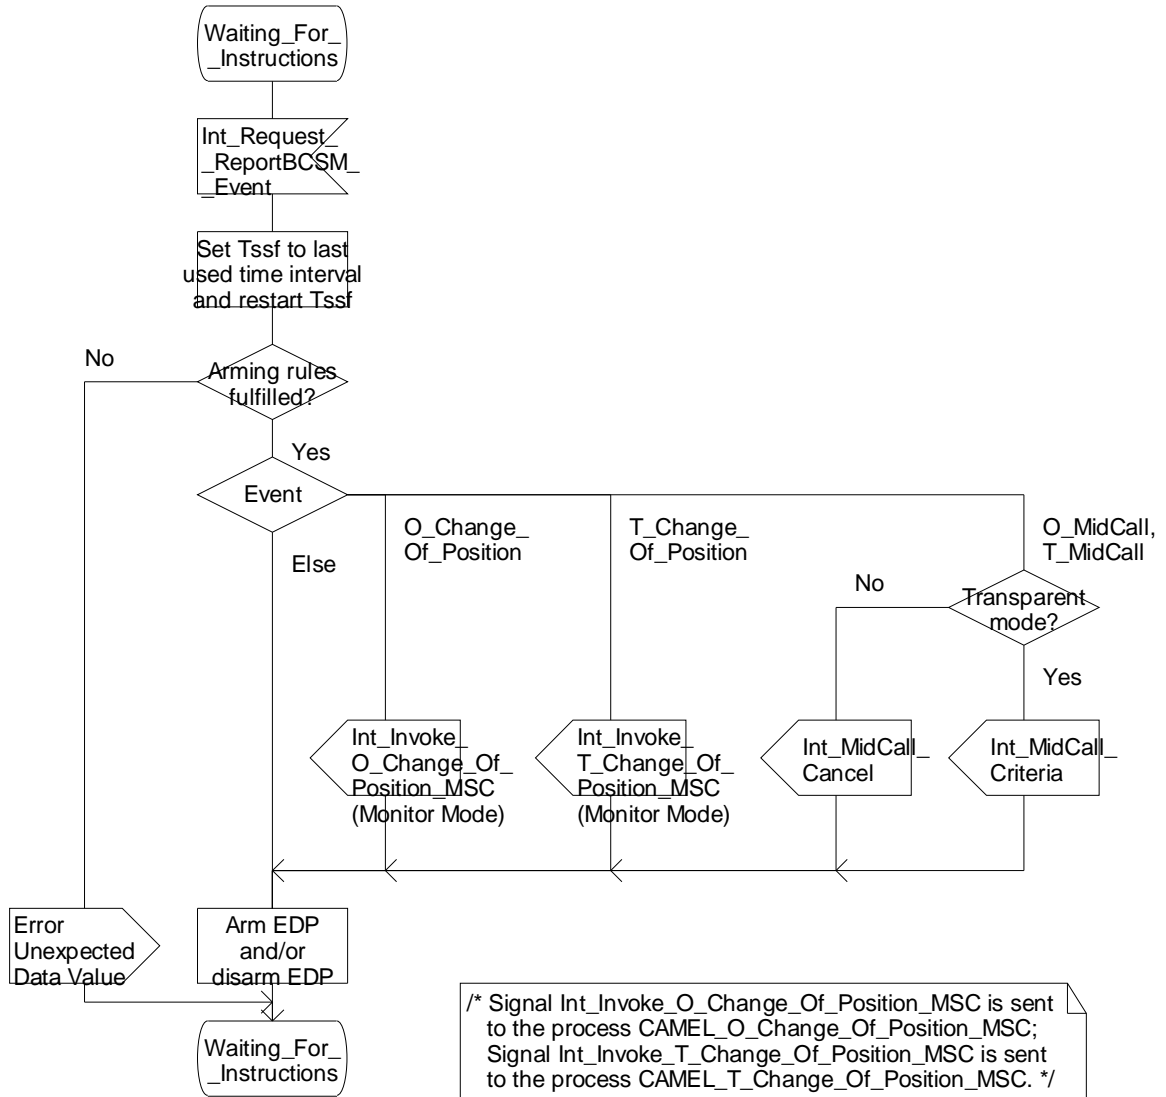 Waiting_For_
_Instructions
Int_Request_
_ReportBCSM_
_Event
Set Tssf to last
used time interval
and restart Tssf
No
Arming rules
fulfilled?
Yes
Event
O_Change_
Of_Position
T_Change_
Of_Position
O_MidCall,
T_MidCall
Else
No
Transparent
mode?
Yes
Int_Invoke_
O_Change_Of_
Position_MSC
(Monitor Mode)
Int_Invoke_
T_Change_Of_
Position_MSC
(Monitor Mode)
Int_MidCall_
Cancel
Int_MidCall_
Criteria
Error
Unexpected
Data Value
Arm EDP
and/or
disarm EDP
/* Signal Int_Invoke_O_Change_Of_Position_MSC is sent
to the process CAMEL_O_Change_Of_Position_MSC;
Signal Int_Invoke_T_Change_Of_Position_MSC is sent
to the process CAMEL_T_Change_Of_Position_MSC. */
Waiting_For_
_Instructions